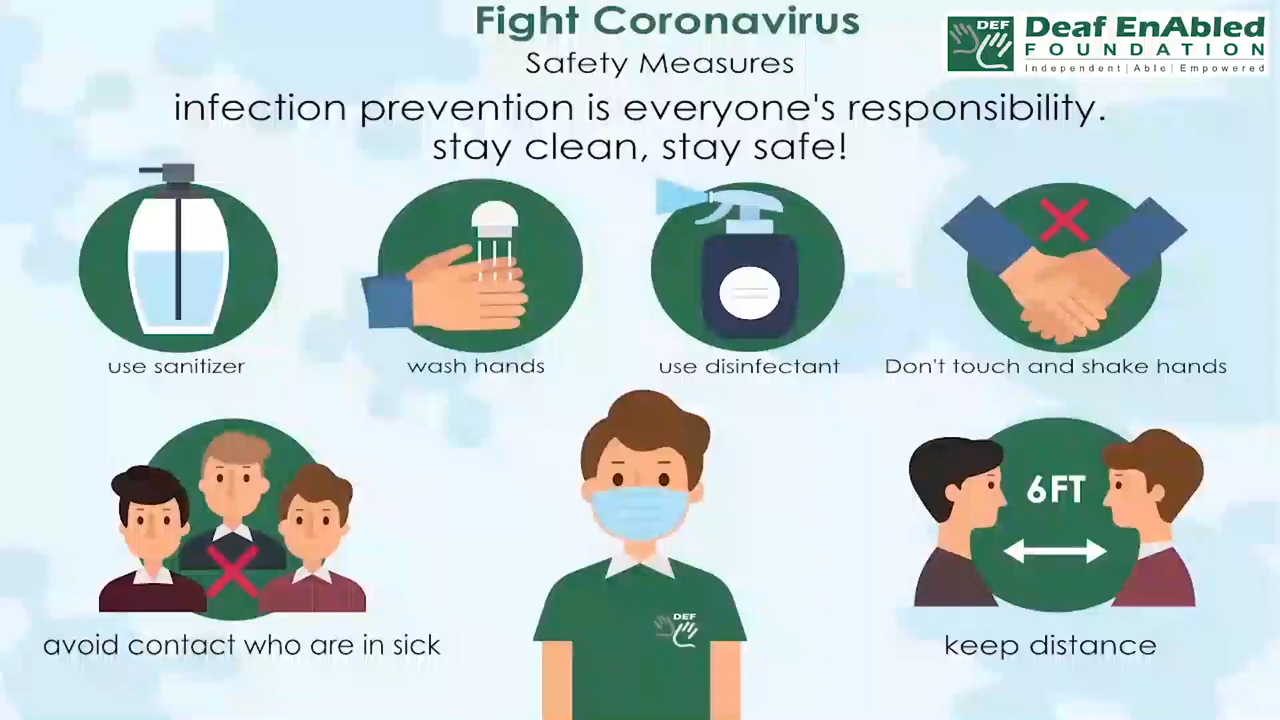 Fight Coronavirus
Safety Measures
infection prevention is everyone's responsibility.
stay clean, stay safe!
DEF
Deaf EnAbled
FOUNDATION
Independent | Able | Empowered
use sanitizer
wash hands
use disinfectant
Don't touch and shake hands
6FT
DEF
avoid contact who are in sick
keep distance